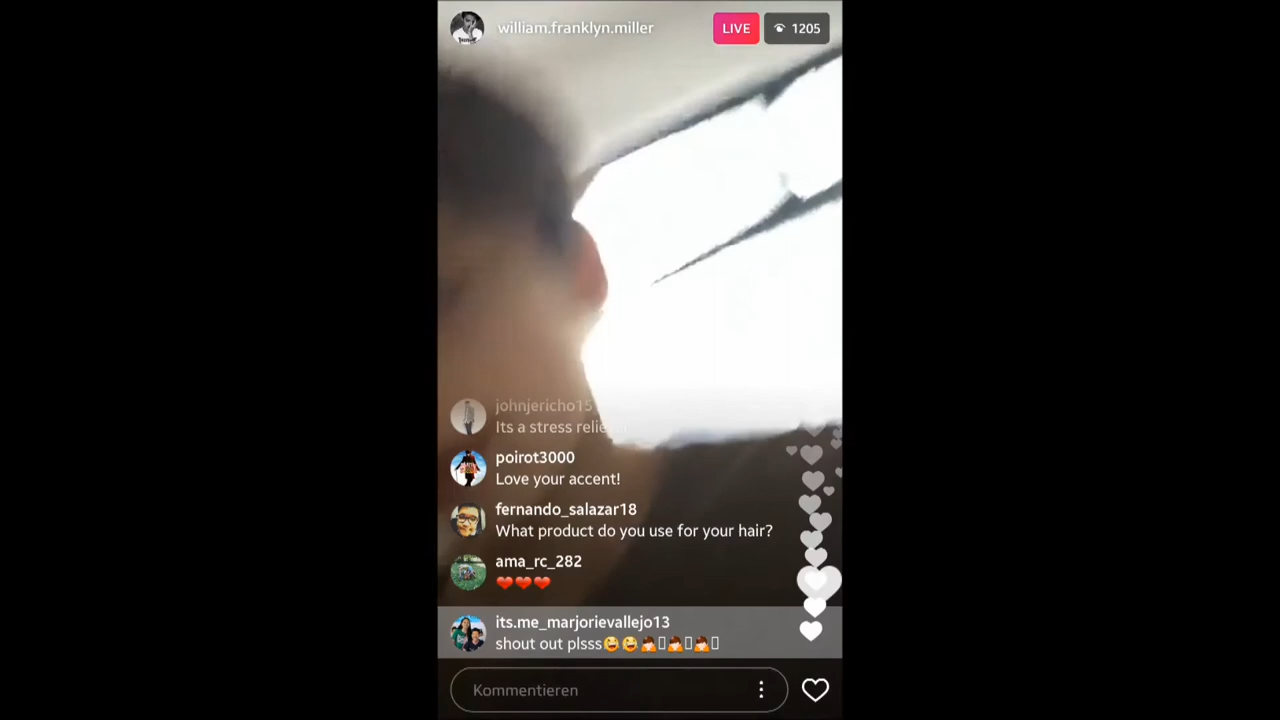 william.franklyn.miller
LIVE
1205
johnjericho15
Its a stress relie
poirot3000
Love your accent!
fernando_salazar18
What product do you use for your hair?
ama_rc_282
❤❤❤
its.me_marjorievallejo13
shout out plsss😂😂🙇🙇🙇
Kommentieren